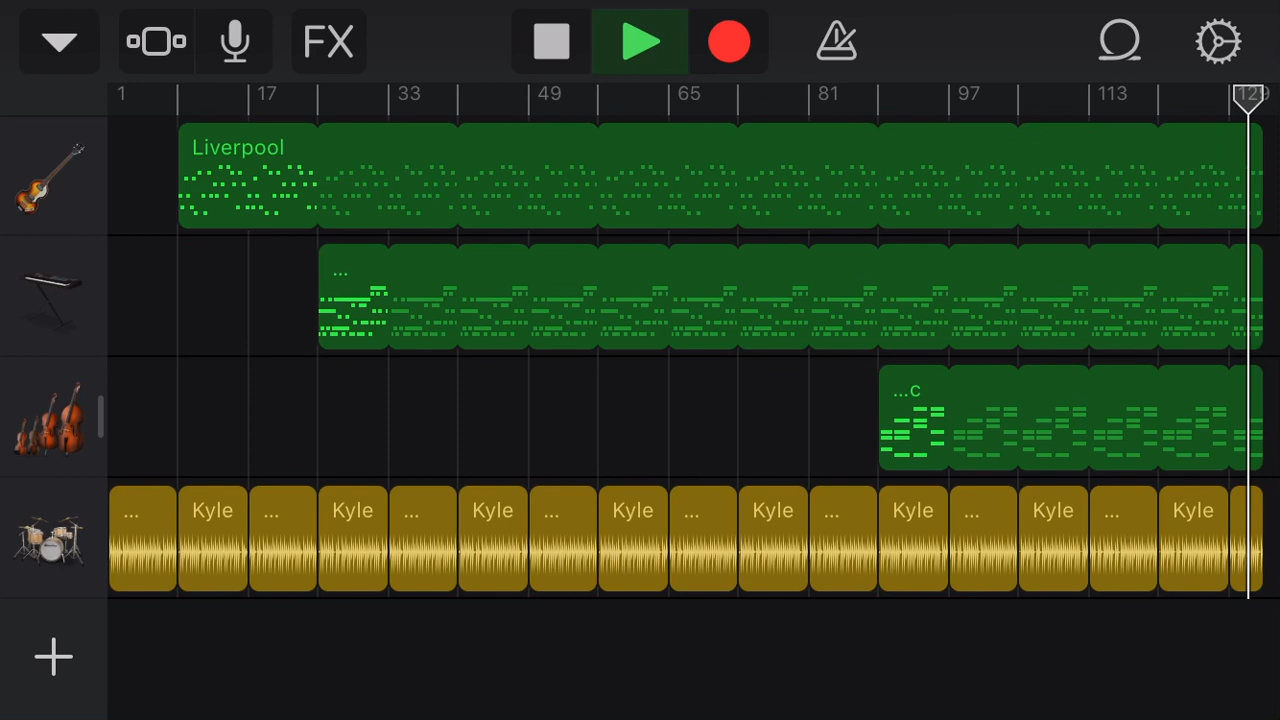 FX
1 17 33 49 65 81 97 113 129
Liverpool
...
...c
... Kyle ... Kyle ... Kyle ... Kyle ... Kyle ... Kyle ... Kyle ... Kyle